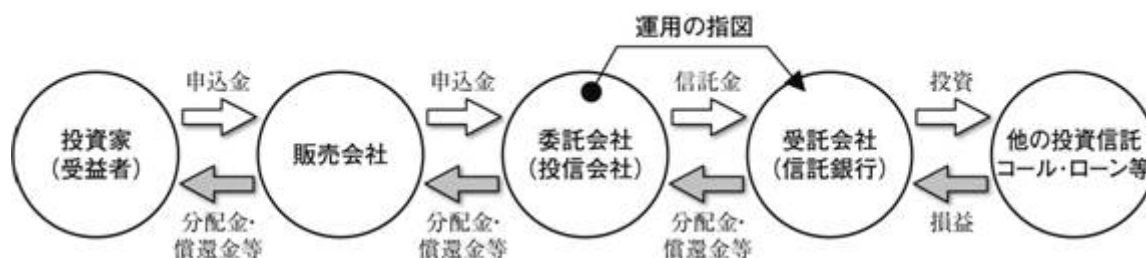 運用の指図
申込金
申込金
信託金
投資
投資家
(受益者)
販売会社
委託会社
(投信会社)
受託会社
(信託銀行)
他の投資信託
コール・ローン等
分配金・
償還金等
分配金・
償還金等
分配金・
償還金等
損益